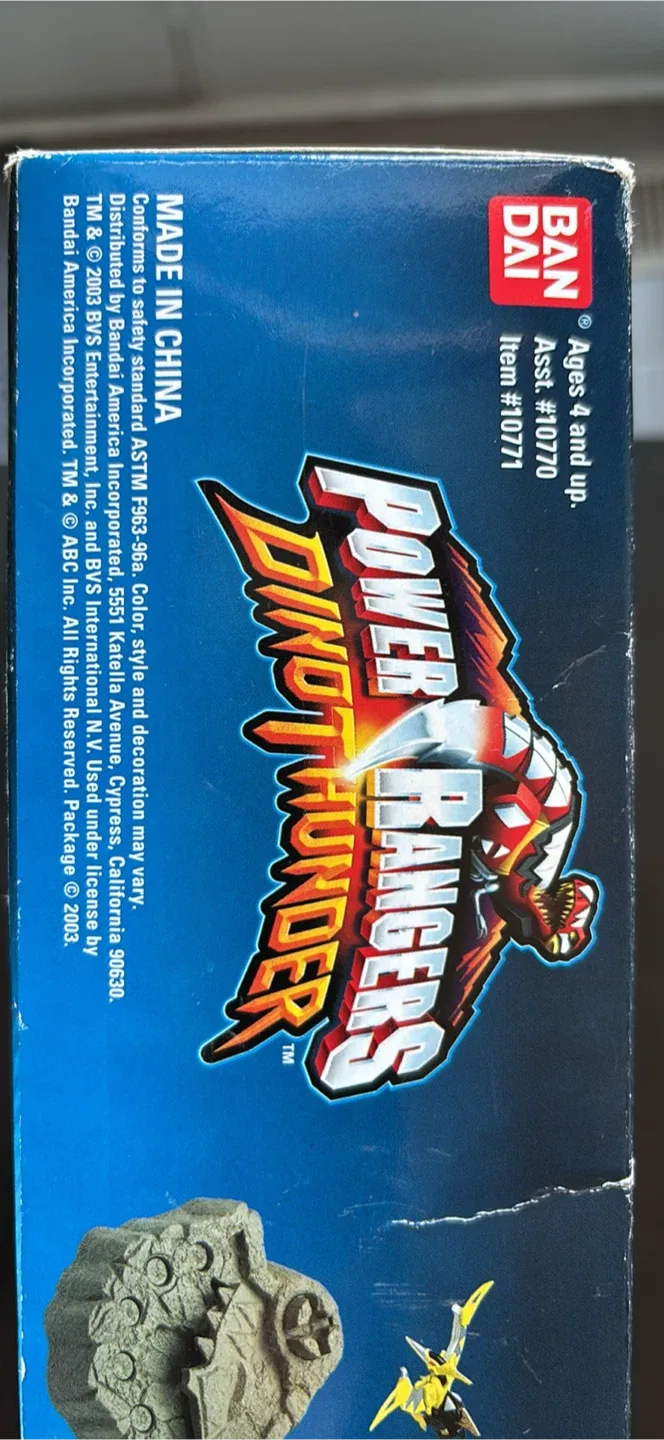 BAN
DAI
®
Ages 4 and up.
Asst. #10770
Item #10771
POWER RANGERS
DINO THUNDER
TM
MADE IN CHINA
Conforms to safety standard ASTM F963-96a. Color, style and decoration may vary.
Distributed by Bandai America Incorporated, 5551 Katella Avenue, Cypress, California 90630.
TM & © 2003 BVS Entertainment, Inc. and BVS International N.V. Used under license by
Bandai America Incorporated. TM & © ABC Inc. All Rights Reserved. Package © 2003.